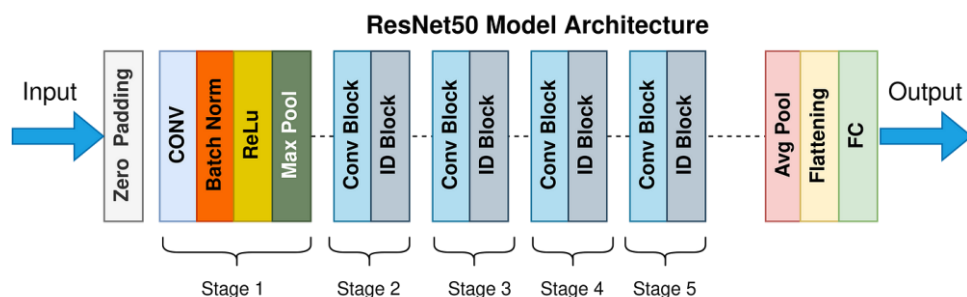 ResNet50 Model Architecture
Input
Zero Padding
CONV
Batch Norm
ReLu
Max Pool
Conv Block
ID Block
Conv Block
ID Block
Conv Block
ID Block
Conv Block
ID Block
Avg Pool
Flattening
FC
Output
Stage 1
Stage 2
Stage 3
Stage 4
Stage 5